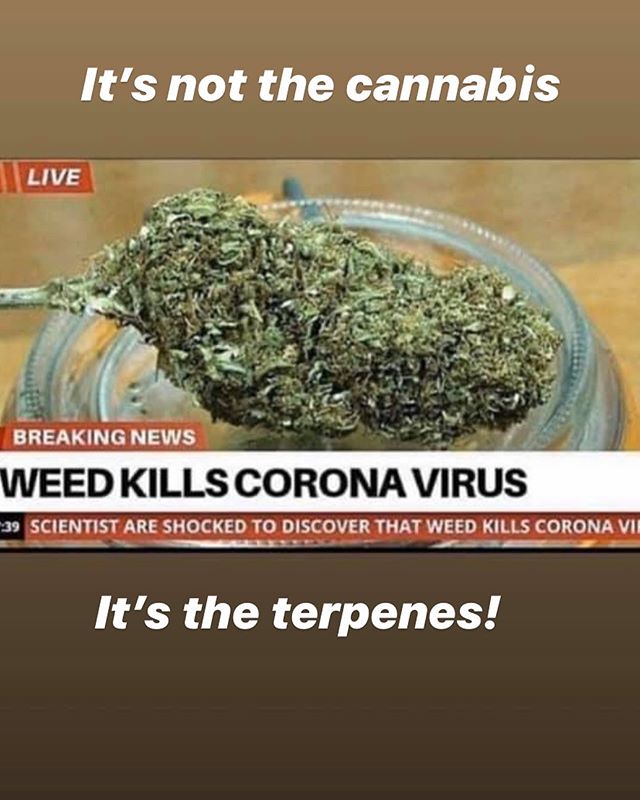 It's not the cannabis
LIVE
BREAKING NEWS
WEED KILLS CORONA VIRUS
:39 SCIENTIST ARE SHOCKED TO DISCOVER THAT WEED KILLS CORONA
It's the terpenes!